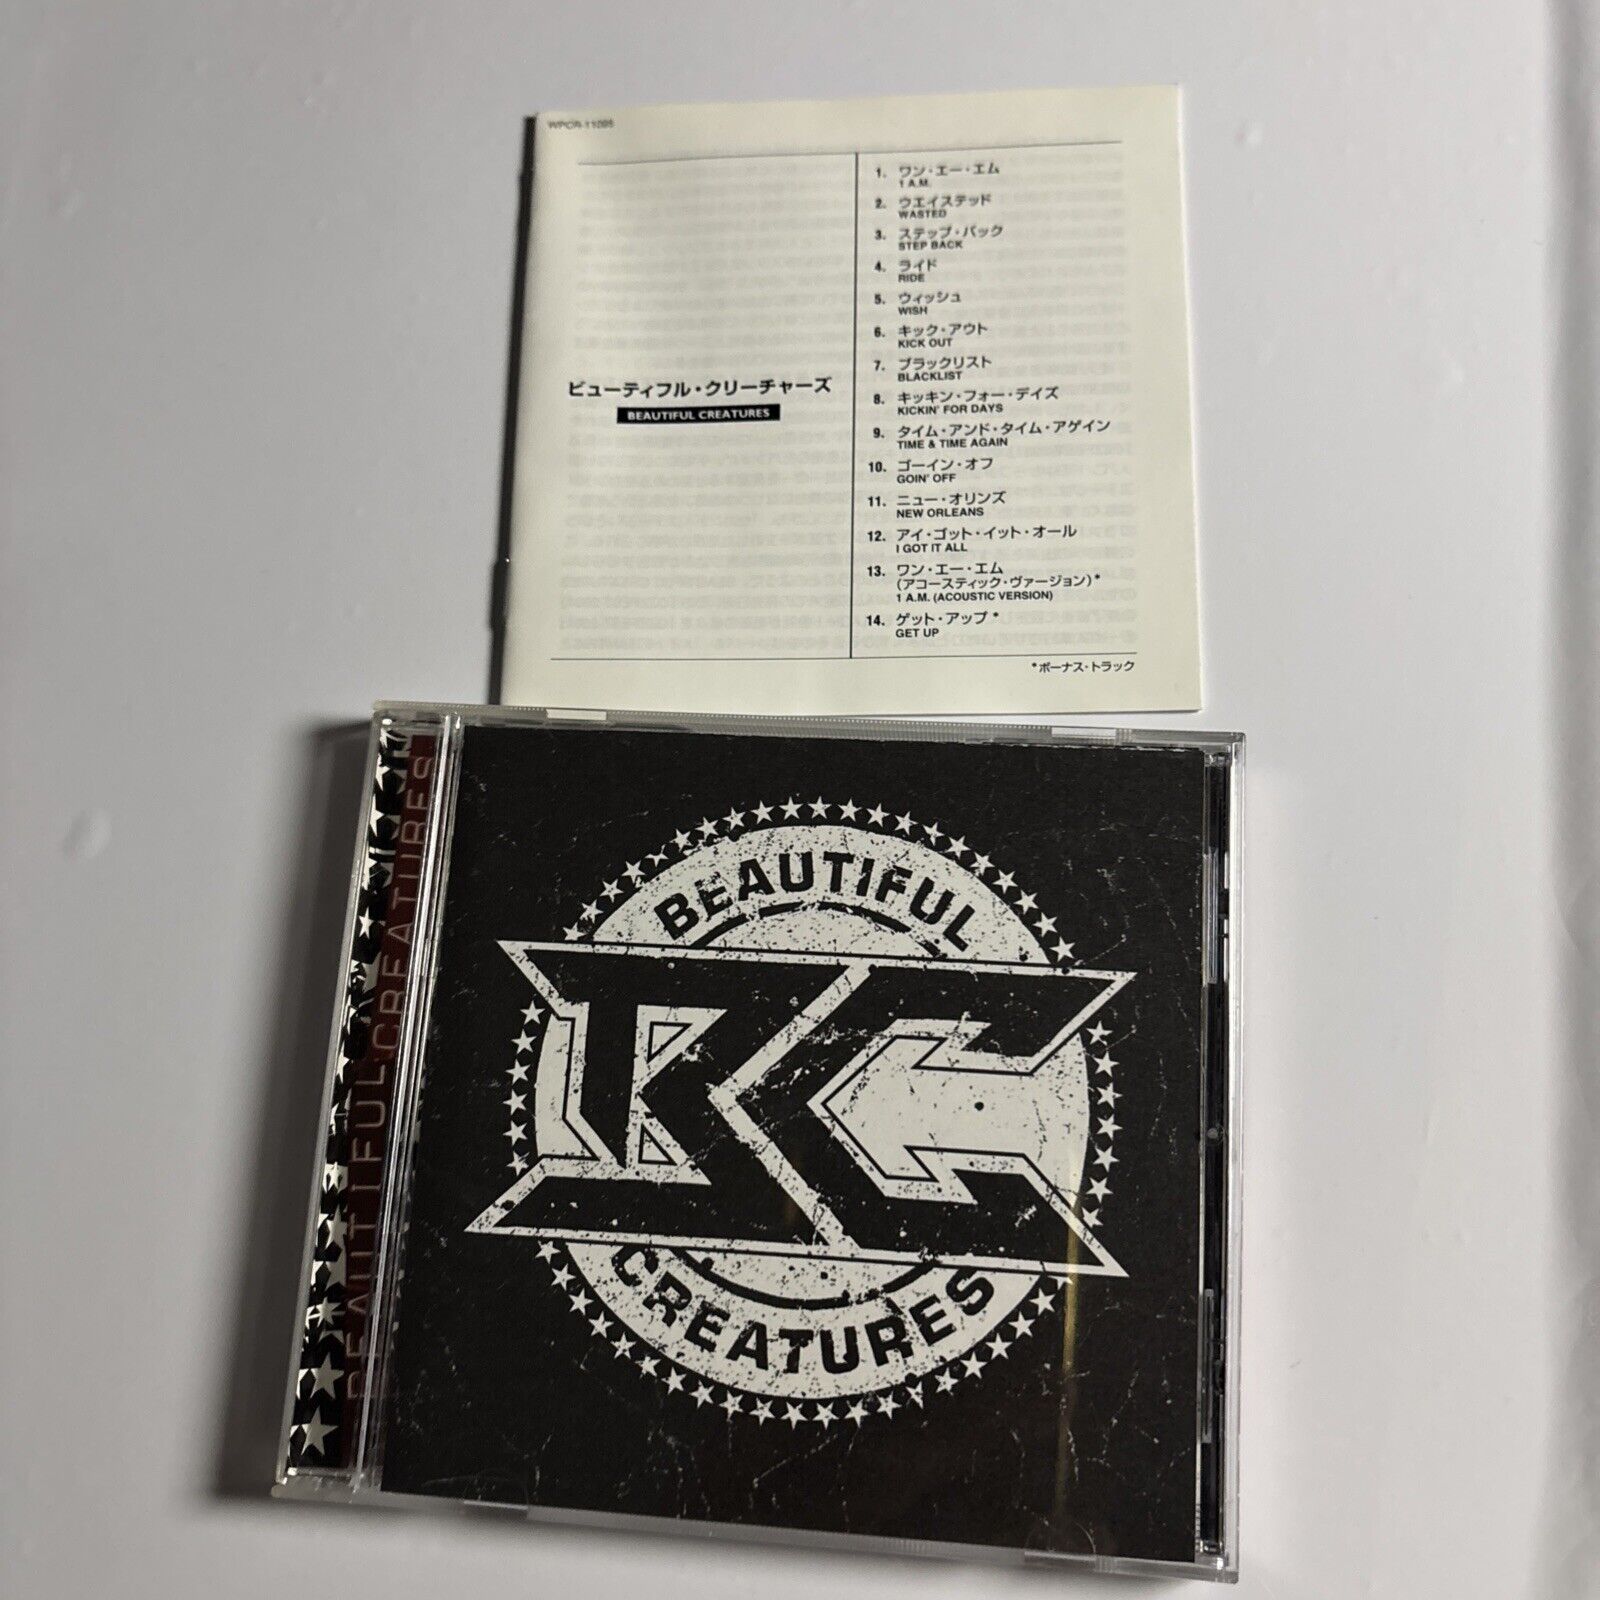 WPCR-11095
ビューティフル・クリーチャーズ
BEAUTIFUL CREATURES
1. ワン・エー・エム
1 A.M.
2. ウエイステッド
WASTED
3. ステップ・バック
STEP BACK
4. ライド
RIDE
5. ウィッシュ
WISH
6. キック・アウト
KICK OUT
7. ブラックリスト
BLACKLIST
8. キッキン・フォー・デイズ
KICKIN' FOR DAYS
9. タイム・アンド・タイム・アゲイン
TIME & TIME AGAIN
10. ゴーイン・オフ
GOIN' OFF
11. ニュー・オリンズ
NEW ORLEANS
12. アイ・ゴット・イット・オール
I GOT IT ALL
13. ワン・エー・エム
(アコースティック・ヴァージョン)*
1 A.M. (ACOUSTIC VERSION)
14. ゲット・アップ*
GET UP
*ボーナス・トラック
BEAUTIFUL CREATURES
BEAUTIFUL
BC
CREATURES